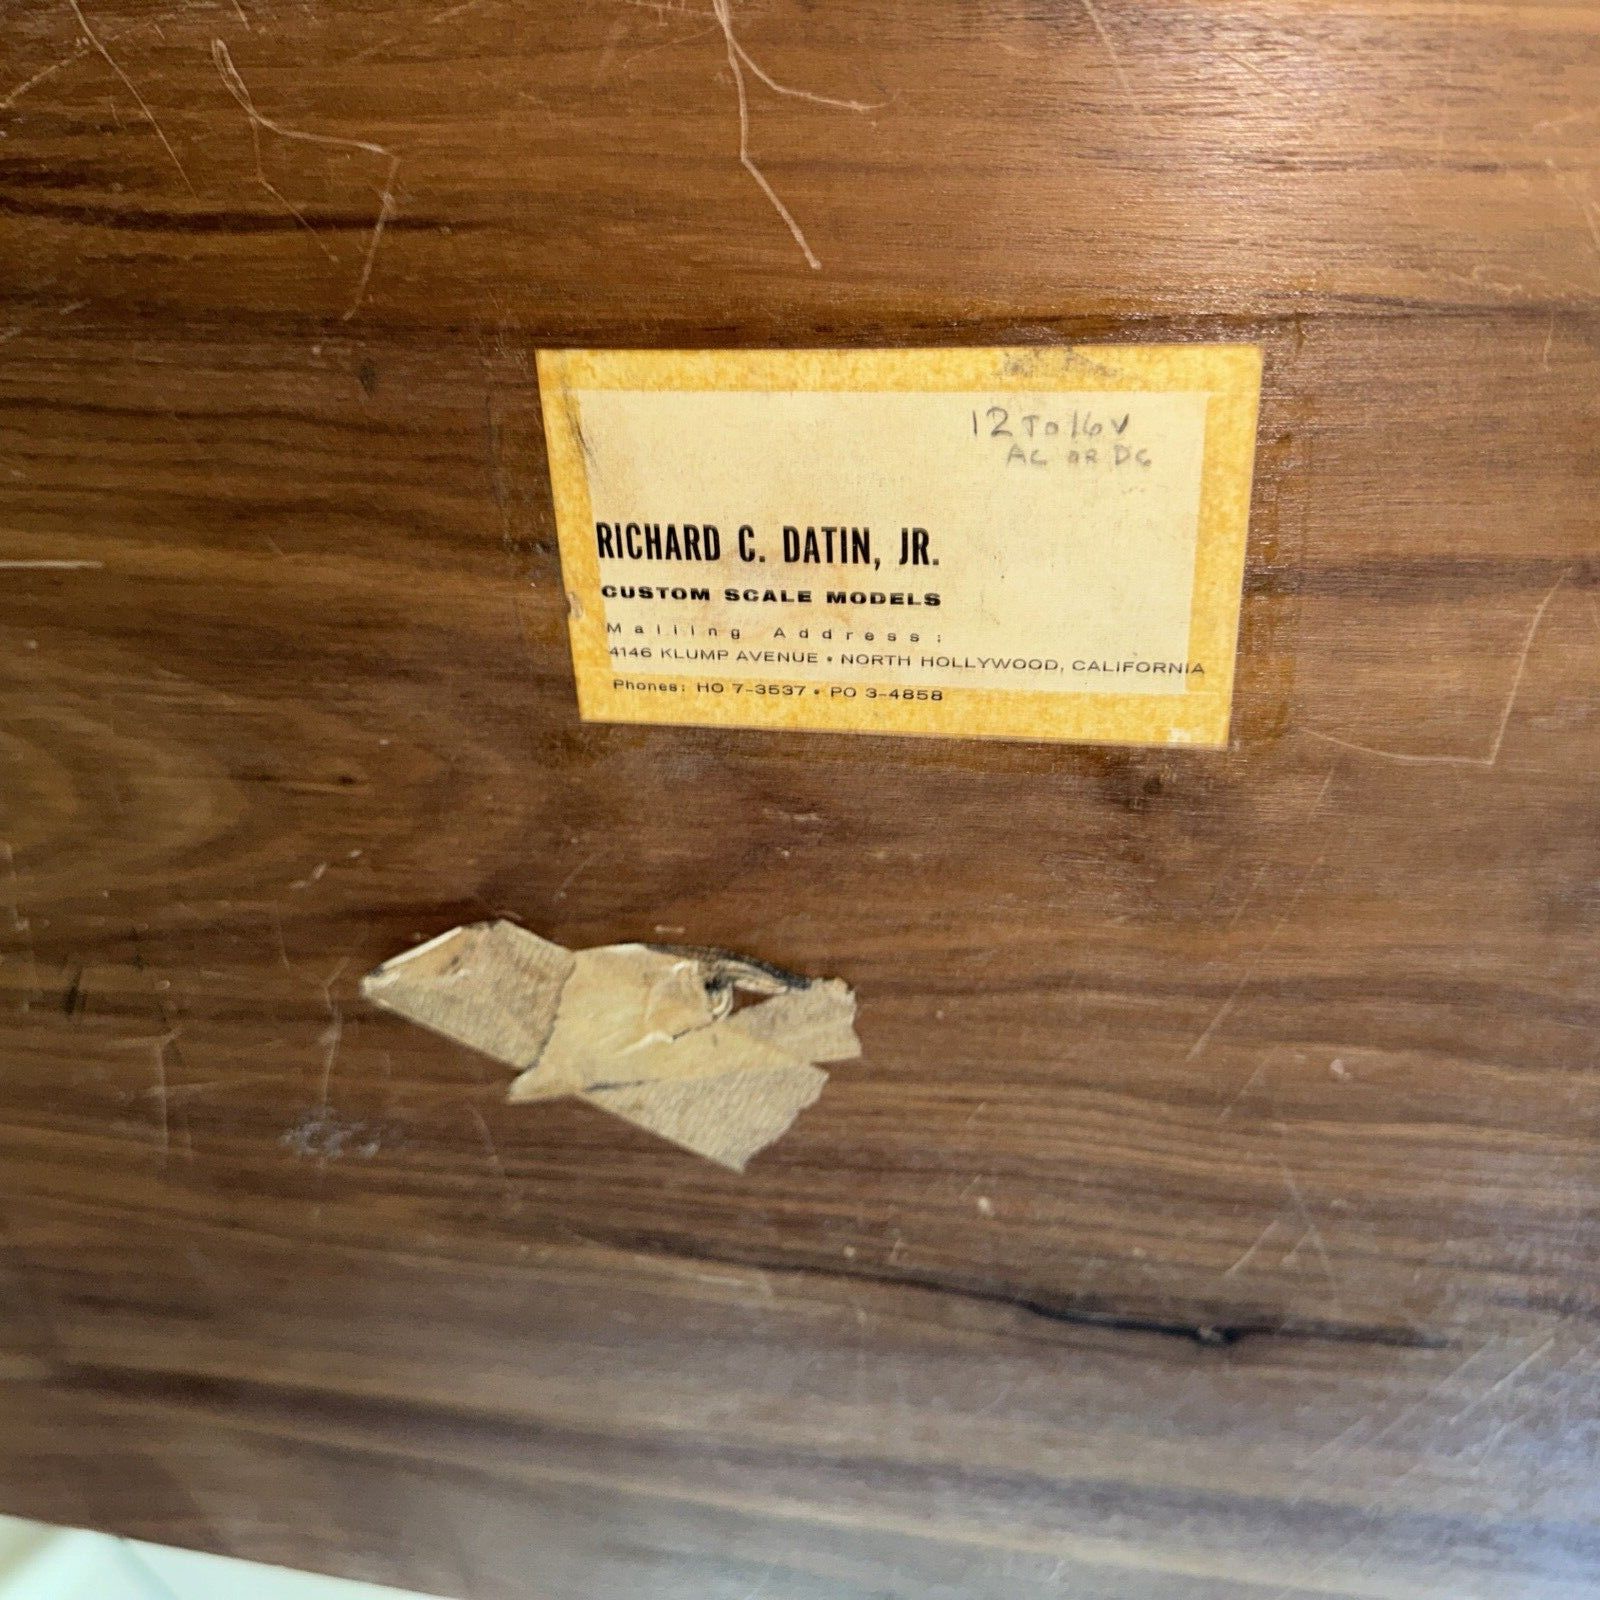 12 To 16 V
AC OR DC
RICHARD C. DATIN, JR.
CUSTOM SCALE MODELS
Mailing Address:
4146 KLUMP AVENUE • NORTH HOLLYWOOD, CALIFORNIA
Phones: HO 7-3537 • PO 3-4858